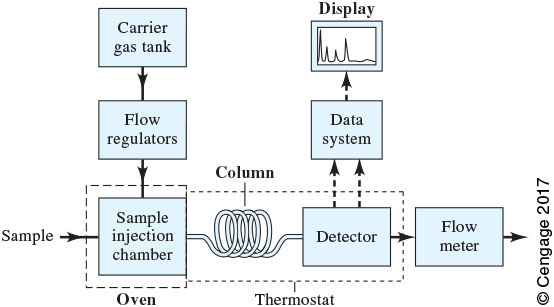 Display
Carrier
gas tank
Flow
regulators
Data
system
Column
Sample
Sample
injection
chamber
Detector
Flow
meter
Oven
Thermostat
© Cengage 2017